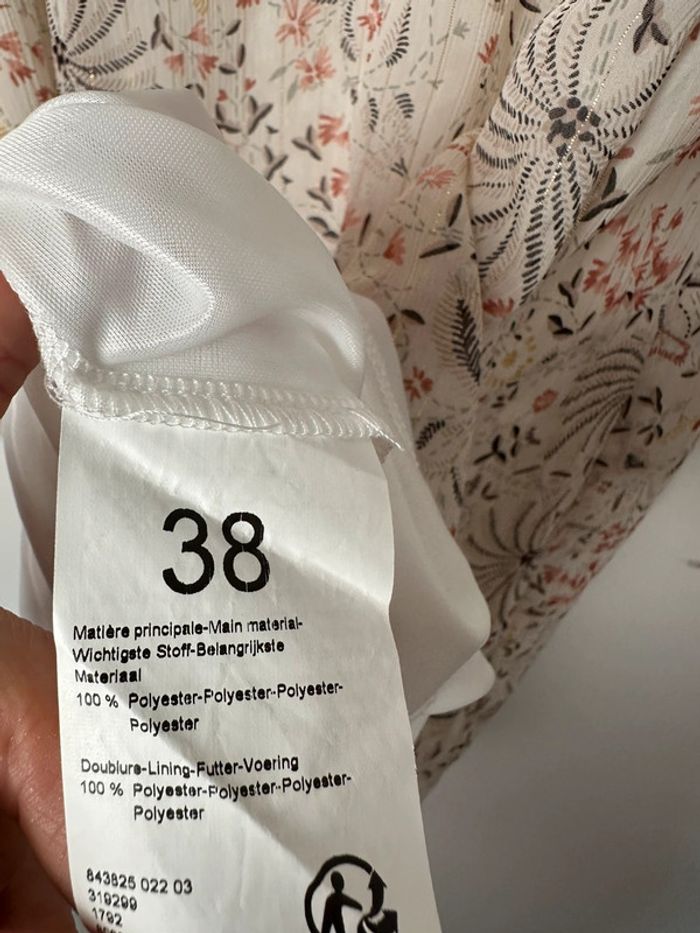 38
Matière principale-Main material-
Wichtigste Stoff-Belangrijkste
Materiaal
100 % Polyester-Polyester-Polyester-
Polyester
Doublure-Lining-Futter-Voering
100 % Polyester-Polyester-Polyester-
Polyester
843825 022 03
319299
1792